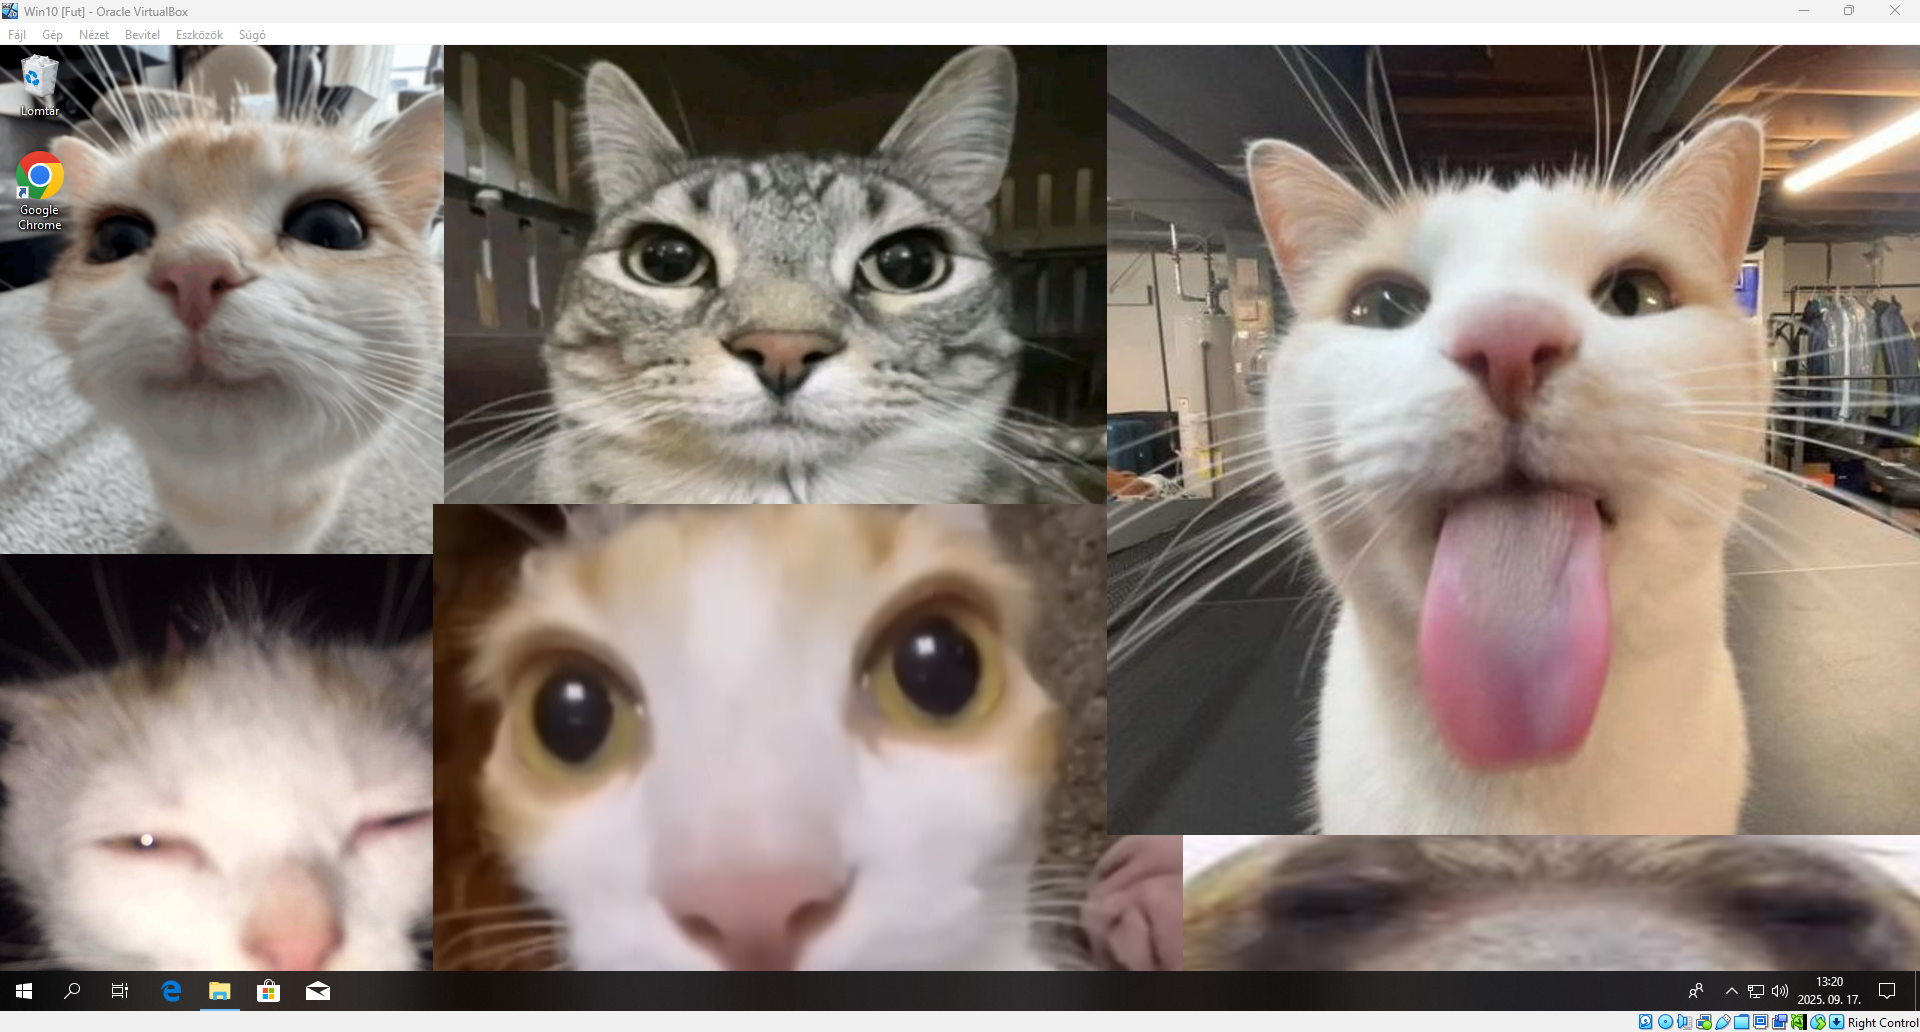 Win10 [Fut] - Oracle VirtualBox
Fájl Gép Nézet Bevitel Eszközök Súgó
Lomtár
Google
Chrome
13:20
2025. 09. 17.
Right Control